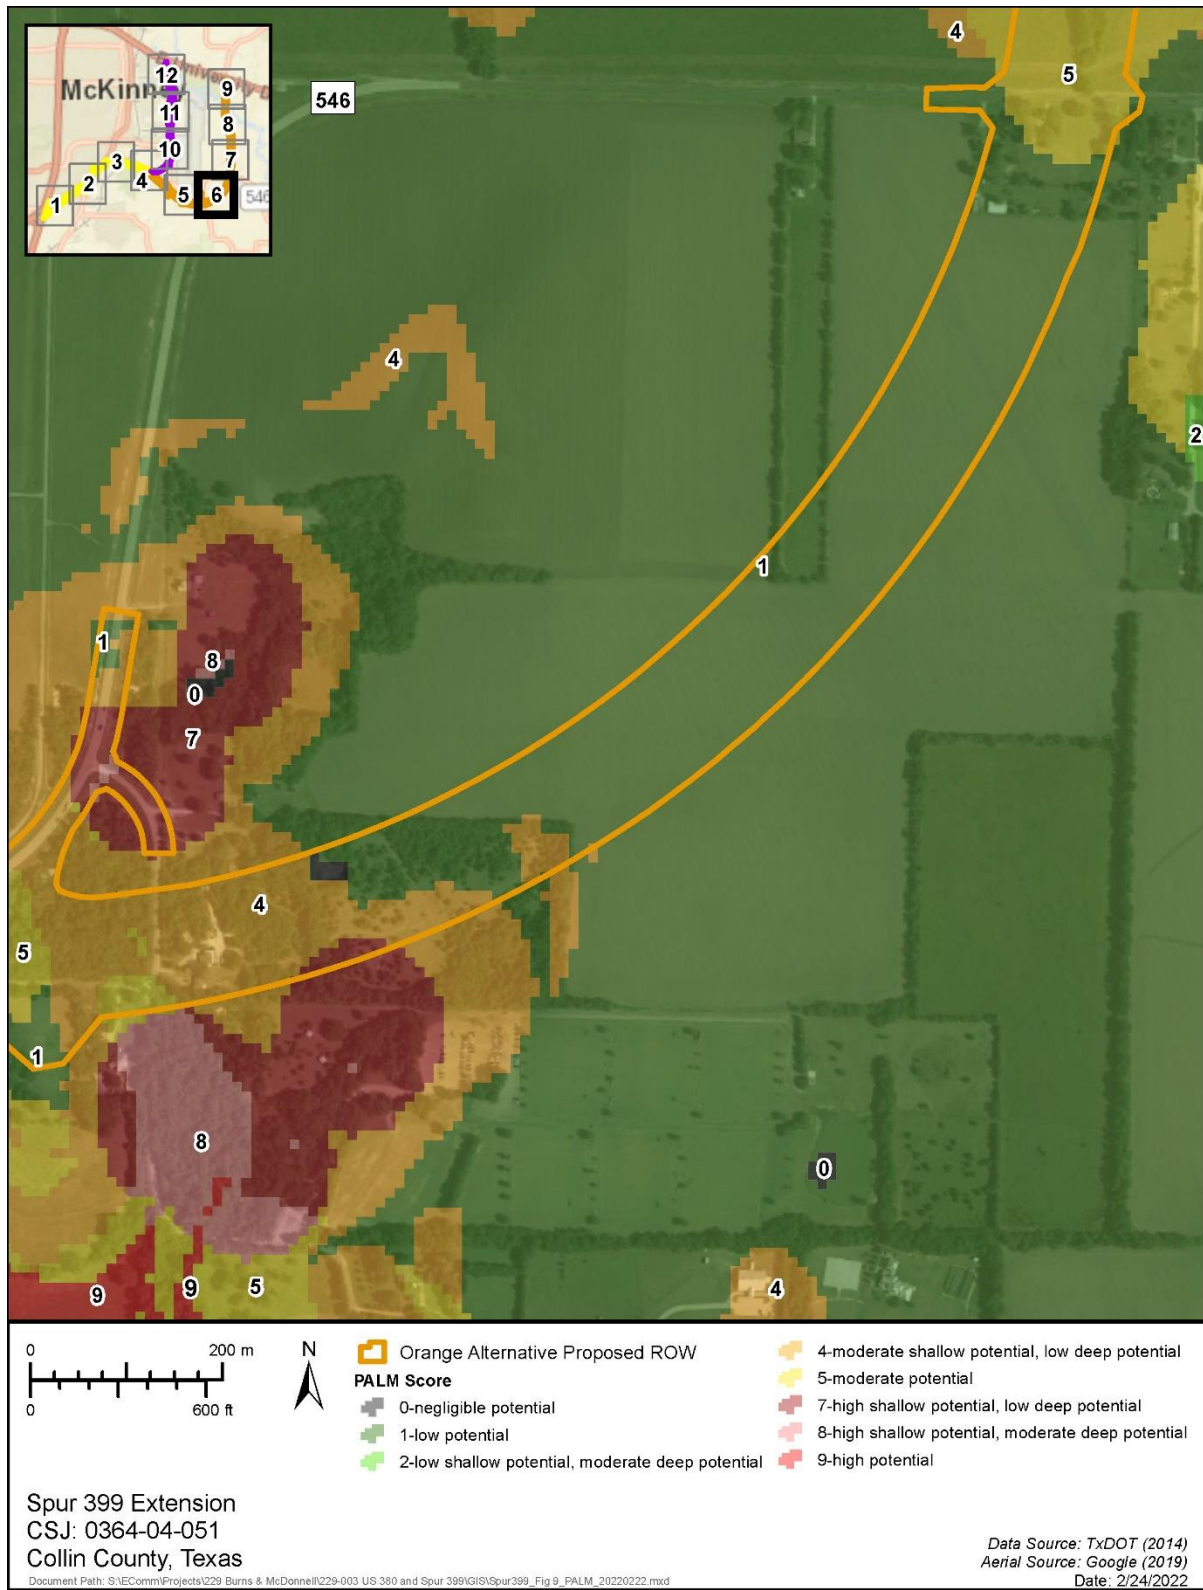 McKinn
S University D
12
11
10
9
8
7
3
2
4
1
5
6
546
546
4
5
4
2
1
1
8
0
7
4
5
1
8
0
9
9
5
4
0 200 m
0 600 ft
N
Orange Alternative Proposed ROW
PALM Score
0-negligible potential
1-low potential
2-low shallow potential, moderate deep potential
4-moderate shallow potential, low deep potential
5-moderate potential
7-high shallow potential, low deep potential
8-high shallow potential, moderate deep potential
9-high potential
Spur 399 Extension
CSJ: 0364-04-051
Collin County, Texas
Data Source: TxDOT (2014)
Aerial Source: Google (2019)
Date: 2/24/2022
Document Path: S:\EComm\Projects\229 Burns & McDonnell\229-003 US 380 and Spur 399\GIS\Spur399_Fig 9_PALM_20220222.mxd